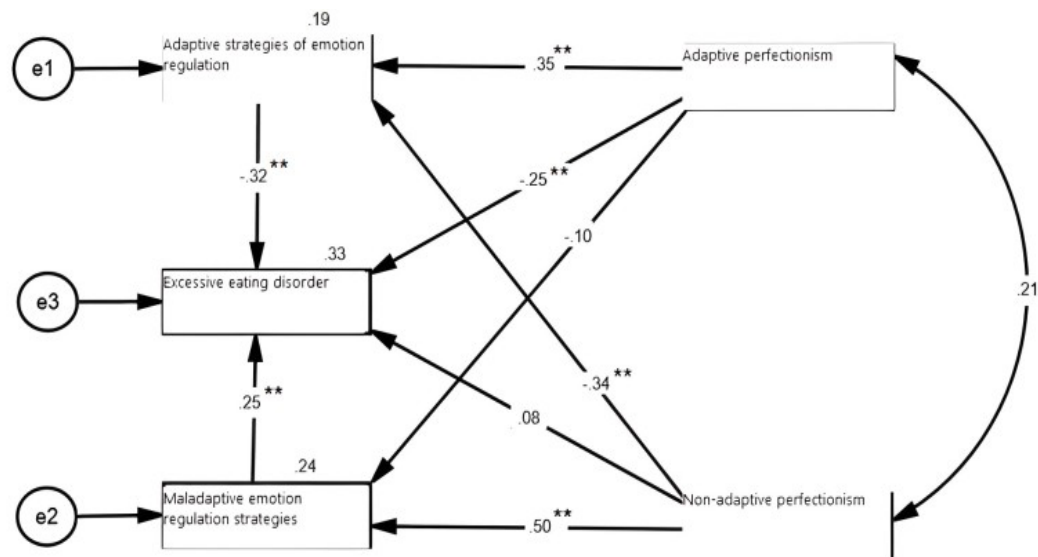 .19
Adaptive strategies of emotion
regulation
e1
.35**
Adaptive perfectionism
-.32**
-.25**
-.10
.33
Excessive eating disorder
e3
.21
.25**
-.34**
.08
.24
Maladaptive emotion
regulation strategies
e2
.50**
Non-adaptive perfectionism